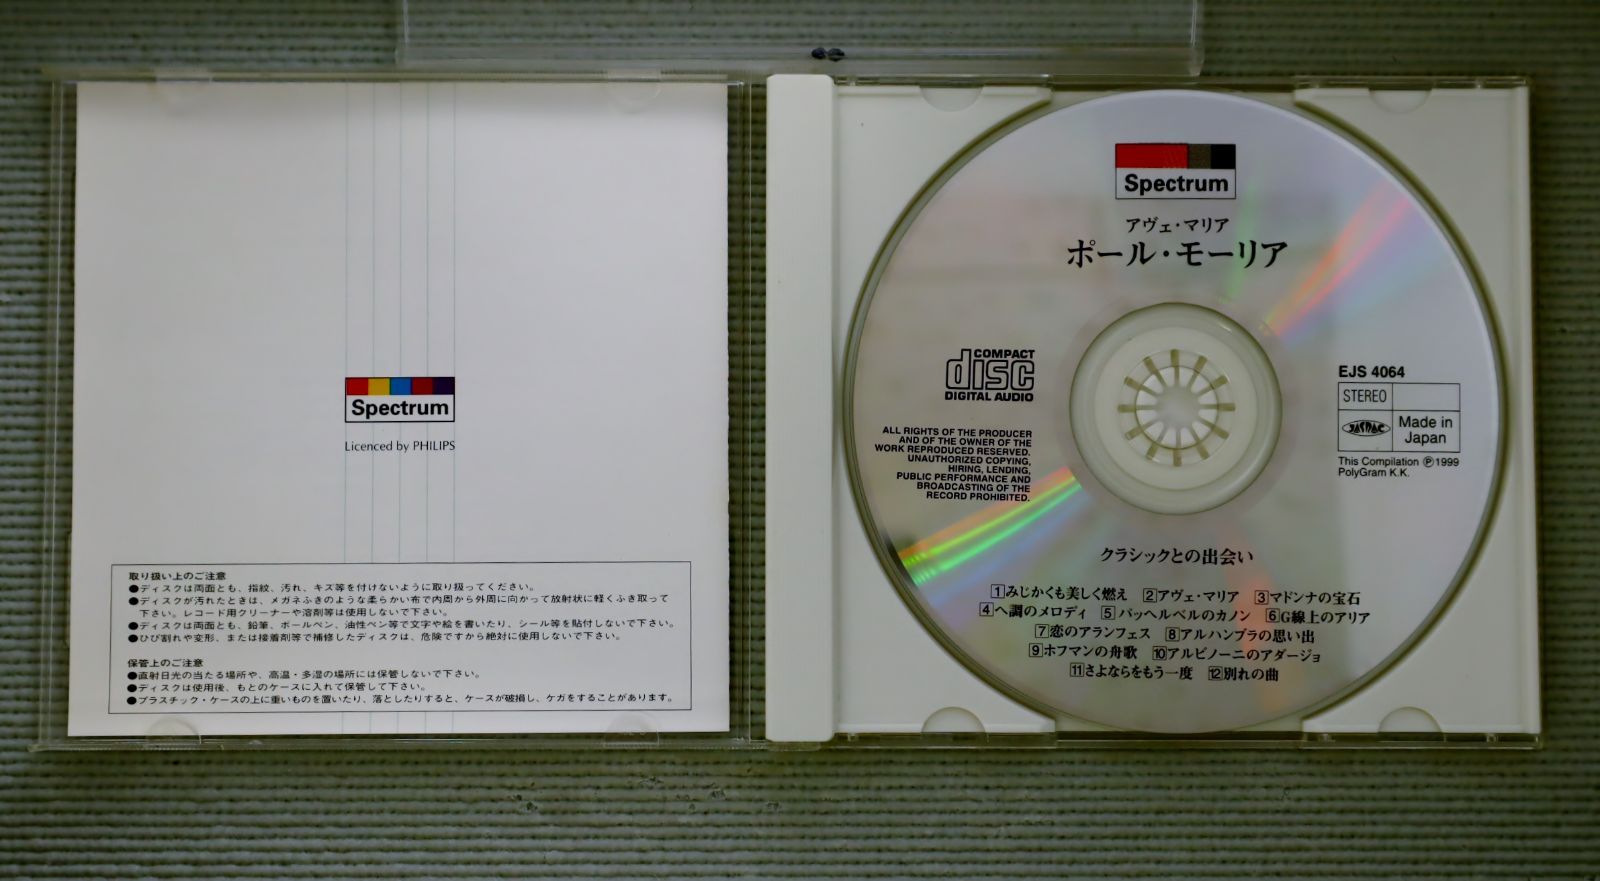 Spectrum
Licenced by PHILIPS
取り扱い上のご注意
●ディスクは両面とも、指紋、汚れ、キズ等を付けないように取り扱ってください。
●ディスクが汚れたときは、メガネふきのような柔らかい布で内周から外周に向かって放射状に軽くふき取って
下さい。レコード用クリーナーや溶剤等は使用しないで下さい。
●ディスクは両面とも、鉛筆、ボールペン、油性ペン等で文字や絵を書いたり、シール等を貼付しないで下さい。
●ひび割れや変形、または接着剤等で補修したディスクは、危険ですから絶対に使用しないで下さい。
保管上のご注意
●直射日光の当たる場所や、高温・多湿の場所には保管しないで下さい。
●ディスクは使用後、もとのケースに入れて保管して下さい。
●プラスチック・ケースの上に重いものを置いたり、落としたりすると、ケースが破損し、ケガをすることがあります。
Spectrum
アヴェ・マリア
ポール・モーリア
COMPACT
disc
DIGITAL AUDIO
ALL RIGHTS OF THE PRODUCER
AND OF THE OWNER OF THE
WORK REPRODUCED RESERVED.
UNAUTHORIZED COPYING,
HIRING, LENDING,
PUBLIC PERFORMANCE AND
BROADCASTING OF THE
RECORD PROHIBITED.
EJS 4064
STEREO
JASRAC
Made in
Japan
This Compilation Ⓟ1999
PolyGram K.K.
クラシックとの出会い
1みじかくも美しく燃え 2アヴェ・マリア 3マドンナの宝石
4ヘ調のメロディ 5パッヘルベルのカノン 6G線上のアリア
7恋のアランフェス 8アルハンブラの思い出
9ホフマンの舟歌 10アルビノーニのアダージョ
11さよならをもう一度 12別れの曲